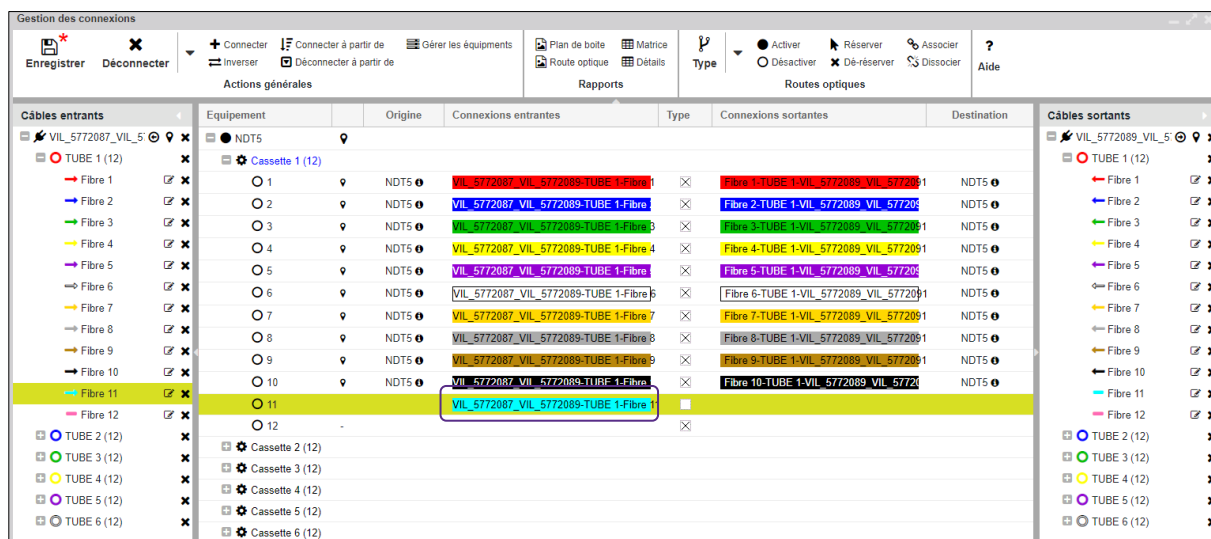 Gestion des connexions
Enregistrer Déconnecter
Connecter Connecter à partir de Gérer les équipements
Inverser Déconnecter à partir de
Actions générales
Plan de boite Matrice
Route optique Détails
Rapports
Type
Activer Réserver Associer
Désactiver Dé-réserver Dissocier
Routes optiques
?
Aide
Câbles entrants
VIL_5772087_VIL_5
TUBE 1 (12)
Fibre 1
Fibre 2
Fibre 3
Fibre 4
Fibre 5
Fibre 6
Fibre 7
Fibre 8
Fibre 9
Fibre 10
Fibre 11
Fibre 12
TUBE 2 (12)
TUBE 3 (12)
TUBE 4 (12)
TUBE 5 (12)
TUBE 6 (12)
Equipement Origine Connexions entrantes Type Connexions sortantes Destination
NDT5
Cassette 1 (12)
1 NDT5 VIL_5772087_VIL_5772089-TUBE 1-Fibre 1 Fibre 1-TUBE 1-VIL_5772089_VIL_5772091 NDT5
2 NDT5 VIL_5772087_VIL_5772089-TUBE 1-Fibre Fibre 2-TUBE 1-VIL_5772089_VIL_577209 NDT5
3 NDT5 VIL_5772087_VIL_5772089-TUBE 1-Fibre 3 Fibre 3-TUBE 1-VIL_5772089_VIL_5772091 NDT5
4 NDT5 VIL_5772087_VIL_5772089-TUBE 1-Fibre 4 Fibre 4-TUBE 1-VIL_5772089_VIL_5772091 NDT5
5 NDT5 VIL_5772087_VIL_5772089-TUBE 1-Fibre Fibre 5-TUBE 1-VIL_5772089_VIL_577209 NDT5
6 NDT5 VIL_5772087_VIL_5772089-TUBE 1-Fibre 6 Fibre 6-TUBE 1-VIL_5772089_VIL_5772091 NDT5
7 NDT5 VIL_5772087_VIL_5772089-TUBE 1-Fibre 7 Fibre 7-TUBE 1-VIL_5772089_VIL_5772091 NDT5
8 NDT5 VIL_5772087_VIL_5772089-TUBE 1-Fibre 8 Fibre 8-TUBE 1-VIL_5772089_VIL_5772091 NDT5
9 NDT5 VIL_5772087_VIL_5772089-TUBE 1-Fibre 9 Fibre 9-TUBE 1-VIL_5772089_VIL_5772091 NDT5
10 NDT5 VIL_5772087_VIL_5772089-TUBE 1-Fibre Fibre 10-TUBE 1-VIL_5772089_VIL_57720 NDT5
11 VIL_5772087_VIL_5772089-TUBE 1-Fibre 11
12 -
Cassette 2 (12)
Cassette 3 (12)
Cassette 4 (12)
Cassette 5 (12)
Cassette 6 (12)
Câbles sortants
VIL_5772089_VIL_5
TUBE 1 (12)
Fibre 1
Fibre 2
Fibre 3
Fibre 4
Fibre 5
Fibre 6
Fibre 7
Fibre 8
Fibre 9
Fibre 10
Fibre 11
Fibre 12
TUBE 2 (12)
TUBE 3 (12)
TUBE 4 (12)
TUBE 5 (12)
TUBE 6 (12)